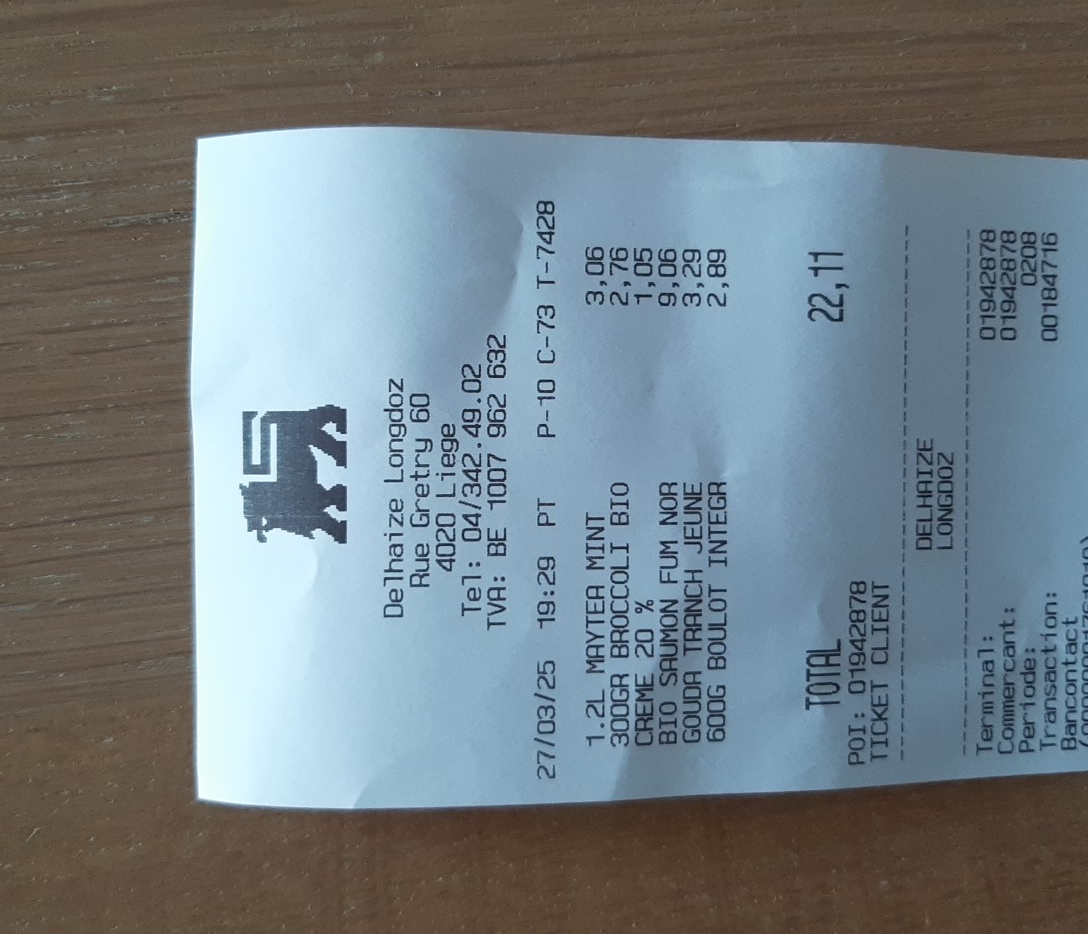 Delhaize Longdoz
Rue Gretry 60
4020 Liege
Tel: 04/342.49.02
TVA: BE 1007 962 632
27/03/25 19:29 PT P-10 C-73 T-7428
1.2L MAYTEA MINT 3,06
300GR BROCCOLI BIO 2,76
CREME 20 % 1,05
BIO SAUMON FUM NOR 9,06
GOUDA TRANCH JEUNE 3,29
600G BOULOT INTEGR 2,89
TOTAL 22,11
POI: 01942878
TICKET CLIENT
DELHAIZE
LONGDOZ
Terminal: 01942878
Commercant: 01942878
Periode: 0208
Transaction: 00184716
Bancontact